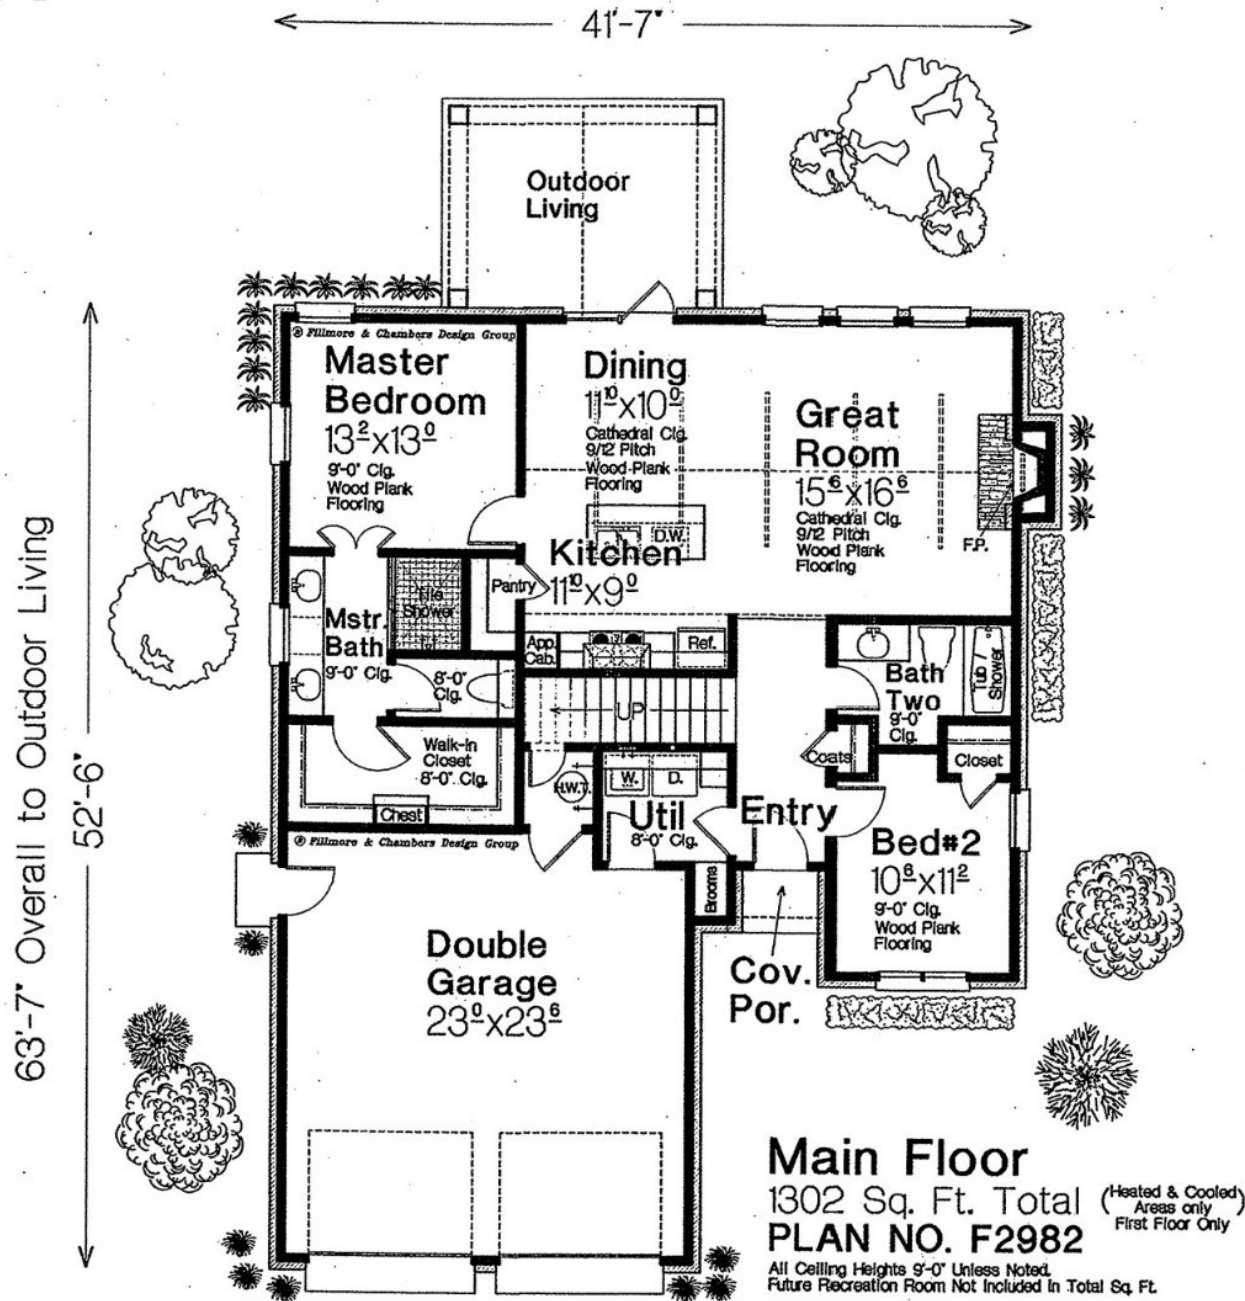 41'-7"
Outdoor
Living
® Fillmore & Chambers Design Group
Master
Bedroom
13²x13⁰
9'-0" Clg.
Wood Plank
Flooring
Dining
11¹⁰x10⁰
Cathedral Clg.
9/12 Pitch
Wood Plank
Flooring
Great
Room
15⁶x16⁶
Cathedral Clg.
9/12 Pitch
Wood Plank
Flooring
F.P.
D.W.
Kitchen
11¹⁰x9⁰
Pantry
Tile
Shower
Mstr.
Bath
9'-0" Clg.
8'-0"
Clg.
App.
Cab.
Ref.
Bath
Two
9'-0"
Clg.
Tub /
Shower
UP
Walk-in
Closet
8'-0" Clg.
Chest
H.W.T.
W.
D.
Util
8'-0" Clg.
Coats
Closet
Entry
Brooms
Bed#2
10⁶x11²
9'-0" Clg.
Wood Plank
Flooring
® Fillmore & Chambers Design Group
Double
Garage
23⁰x23⁶
Cov.
Por.
63'-7" Overall to Outdoor Living
52'-6"
Main Floor
1302 Sq. Ft. Total (Heated & Cooled)
Areas only
First Floor Only
PLAN NO. F2982
All Ceiling Heights 9'-0" Unless Noted.
Future Recreation Room Not Included in Total Sq. Ft.